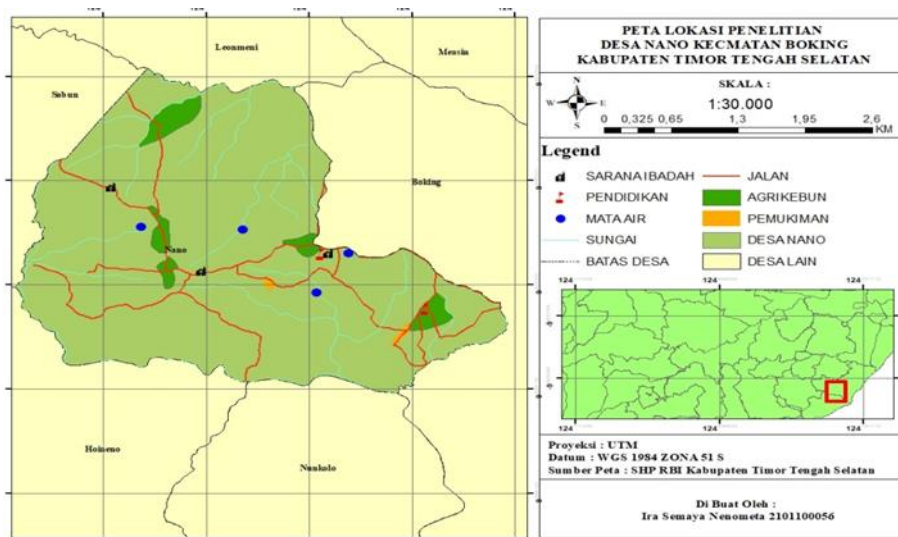 Leonmeni
Mensin
Sabun
Boking
Nano
Hoineno
Nunkolo
PETA LOKASI PENELITIAN
DESA NANO KECMATAN BOKING
KABUPATEN TIMOR TENGAH SELATAN
SKALA :
1:30.000
N
W E
S
0 0,325 0,65 1,3 1,95 2,6
KM
Legend
SARANA IBADAH
PENDIDIKAN
MATA AIR
SUNGAI
BATAS DESA
JALAN
AGRIKEBUN
PEMUKIMAN
DESA NANO
DESA LAIN
124 124 124
124 124 124
Proyeksi : UTM
Datum : WGS 1984 ZONA 51 S
Sumber Peta : SHP RBI Kabupaten Timor Tengah Selatan
Di Buat Oleh :
Ira Semaya Nenometa 2101100056